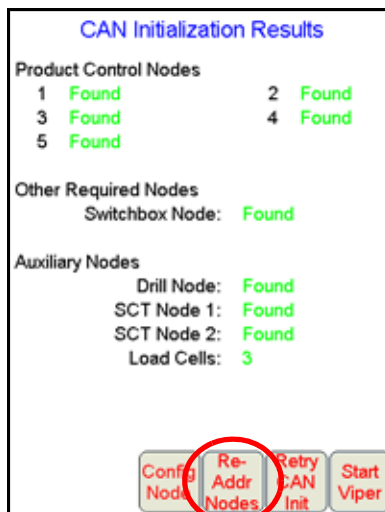 CAN Initialization Results
Product Control Nodes
1 Found 2 Found
3 Found 4 Found
5 Found
Other Required Nodes
Switchbox Node: Found
Auxiliary Nodes
Drill Node: Found
SCT Node 1: Found
SCT Node 2: Found
Load Cells: 3
Config Node
Re-Addr Nodes
Retry CAN Init
Start Viper